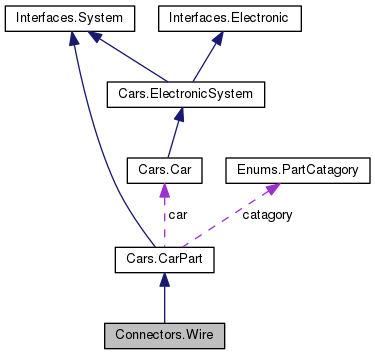 Interfaces.System
Interfaces.Electronic
Cars.ElectronicSystem
Cars.Car
Enums.PartCatagory
car
catagory
Cars.CarPart
Connectors.Wire